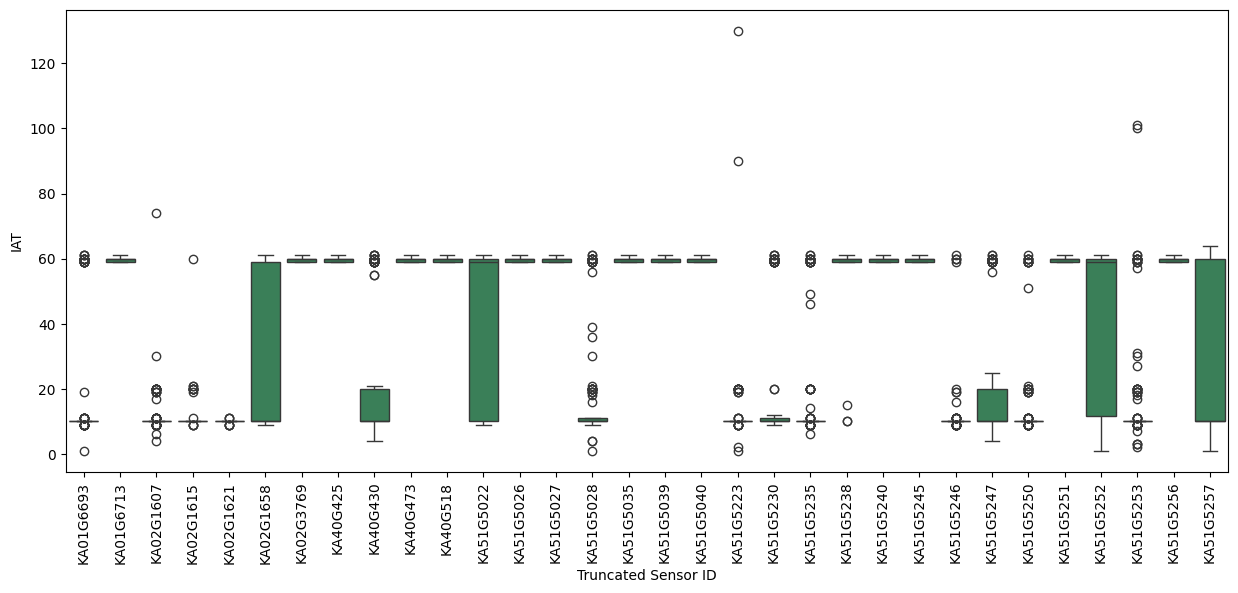 IAT
120
100
80
60
40
20
0
KA01G6693
KA01G6713
KA02G1607
KA02G1615
KA02G1621
KA02G1658
KA02G3769
KA40G425
KA40G430
KA40G473
KA40G518
KA51G5022
KA51G5026
KA51G5027
KA51G5028
KA51G5035
KA51G5039
KA51G5040
KA51G5223
KA51G5230
KA51G5235
KA51G5238
KA51G5240
KA51G5245
KA51G5246
KA51G5247
KA51G5250
KA51G5251
KA51G5252
KA51G5253
KA51G5256
KA51G5257
Truncated Sensor ID